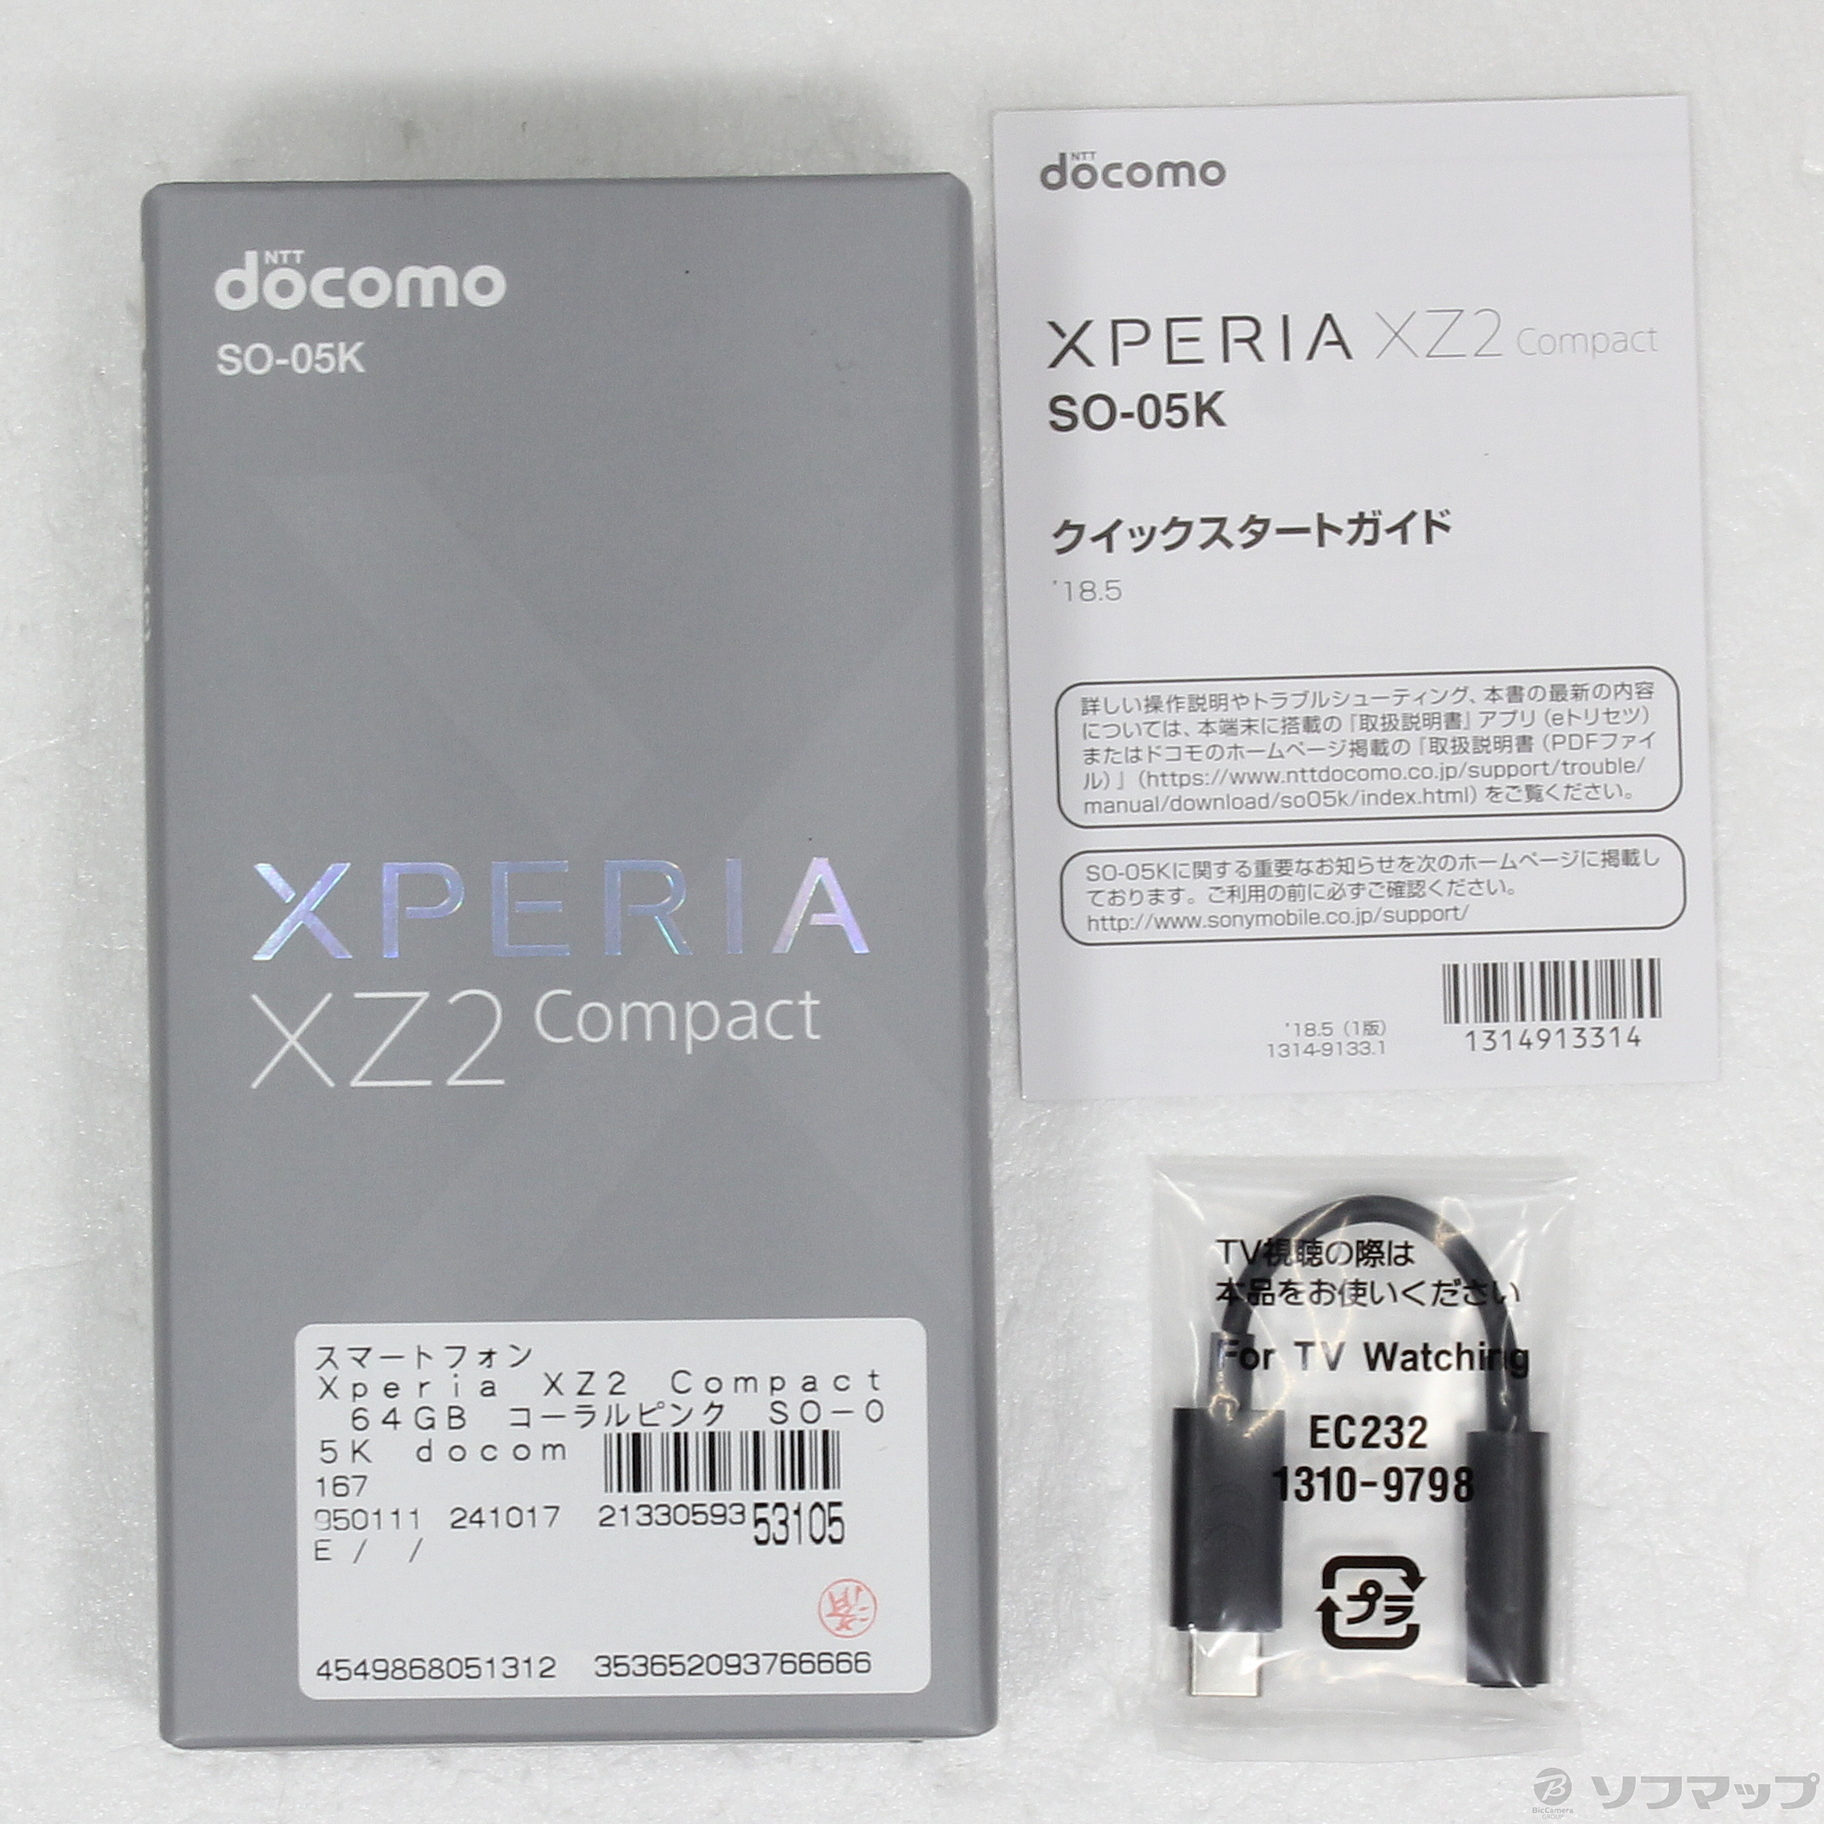 NTT
docomo
SO-05K
XPERIA
XZ2 Compact
スマートフォン
Xperia XZ2 Compact
64GB コーラルピンク SO-0
5K docom
167
950111 241017 21330593 53105
E / /
済
4549868051312 353652093766666
NTT
docomo
XPERIA XZ2 Compact
SO-05K
クイックスタートガイド
'18.5
詳しい操作説明やトラブルシューティング、本書の最新の内容
については、本端末に搭載の『取扱説明書』アプリ(eトリセツ)
またはドコモのホームページ掲載の『取扱説明書(PDFファイ
ル)』(https://www.nttdocomo.co.jp/support/trouble/
manual/download/so05k/index.html)をご覧ください。
SO-05Kに関する重要なお知らせを次のホームページに掲載し
ております。ご利用の前に必ずご確認ください。
http://www.sonymobile.co.jp/support/
'18.5(1版)
1314-9133.1
1314913314
TV視聴の際は
本品をお使いください
For TV Watching
EC232
1310-9798
プラ
B
BicCamera
GROUP
ソフマップ